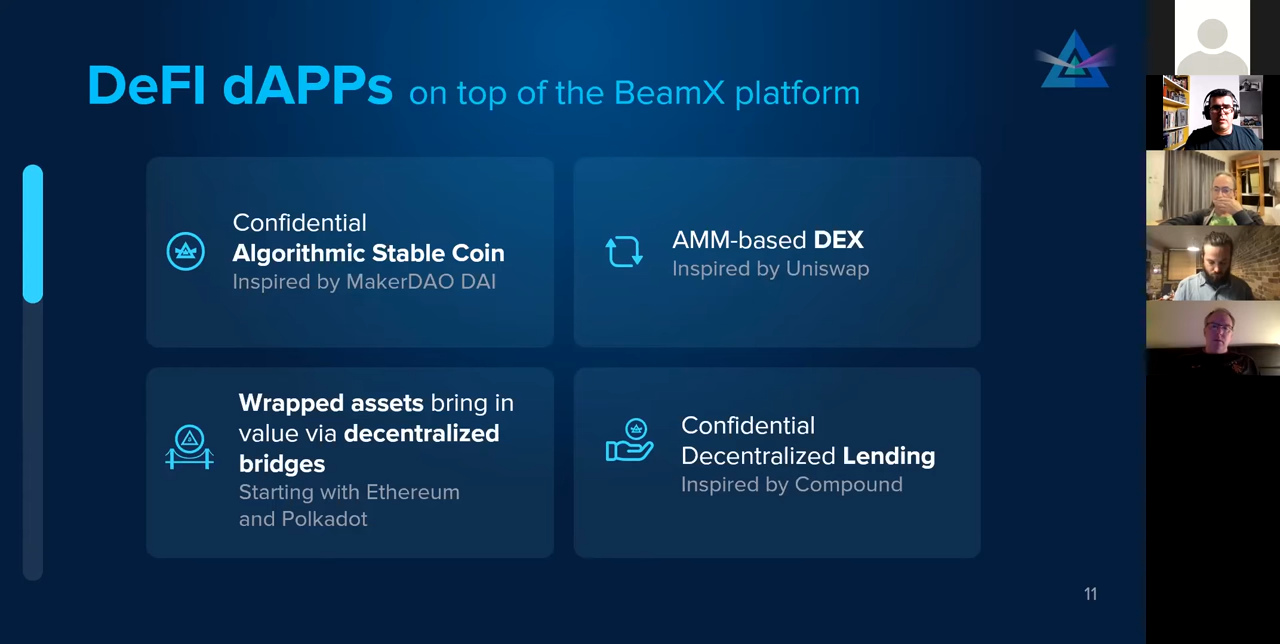 DeFI dAPPs on top of the BeamX platform
Confidential
Algorithmic Stable Coin
Inspired by MakerDAO DAI
AMM-based DEX
Inspired by Uniswap
Wrapped assets bring in
value via decentralized
bridges
Starting with Ethereum
and Polkadot
Confidential
Decentralized Lending
Inspired by Compound
11